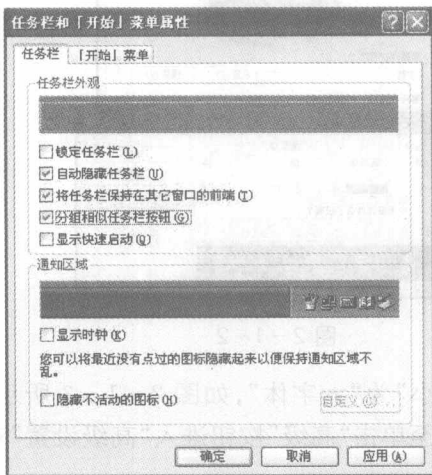 任务栏和「开始」菜单属性
任务栏 「开始」菜单
任务栏外观
锁定任务栏(L)
自动隐藏任务栏(U)
将任务栏保持在其它窗口的前端(T)
分组相似任务栏按钮(G)
显示快速启动(Q)
通知区域
显示时钟(K)
您可以将最近没有点过的图标隐藏起来以便保持通知区域不
乱。
隐藏不活动的图标(H) 自定义(C)
确定 取消 应用(A)